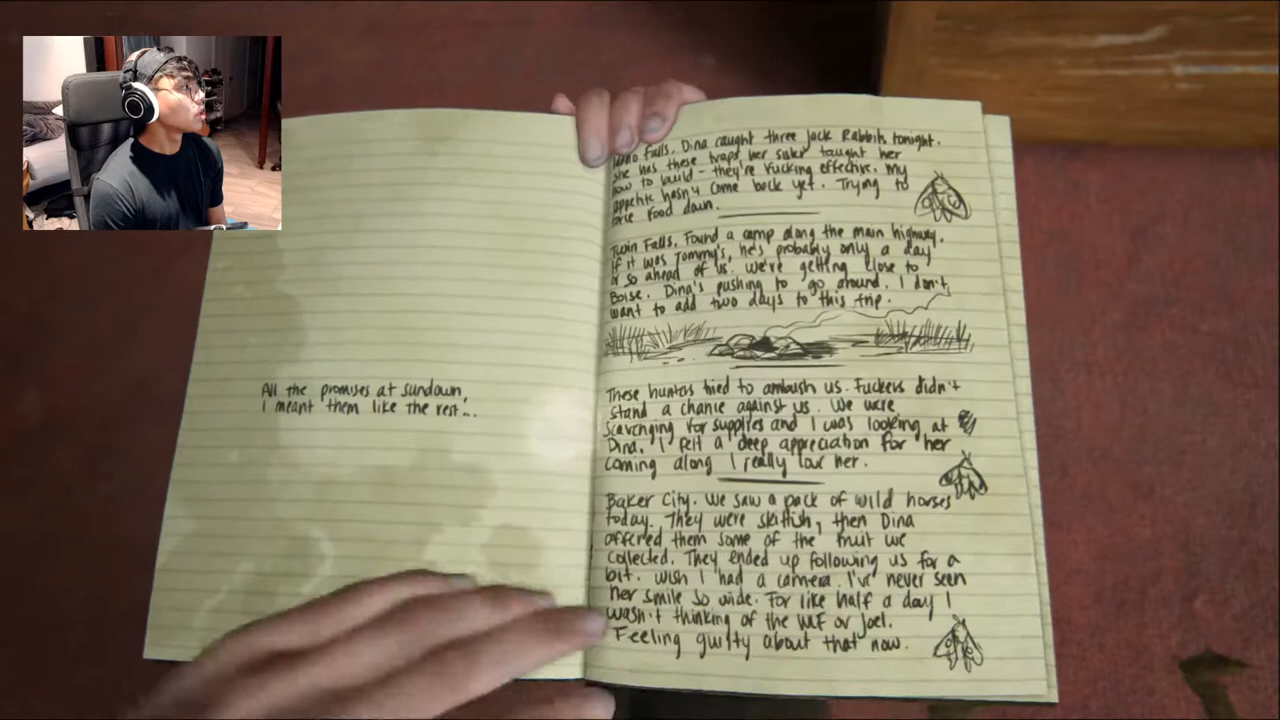 All the promises at sundown,
I meant them like the rest...
Idaho Falls. Dina caught three Jack Rabbits tonight.
She has these traps her sister taught her
how to build - they're fucking effective. My
appetite hasn't come back yet. Trying to
force food down.
Twin Falls. Found a camp along the main highway.
If it was Tommy's, he's probably only a day
or so ahead of us. We're getting close to
Boise. Dina's pushing to go around. I don't
want to add two days to this trip.
These hunters tried to ambush us. Fuckers didn't
stand a chance against us. We were
scavenging for supplies and I was looking at
Dina. I felt a deep appreciation for her
coming along I really love her.
Baker City. We saw a pack of wild horses
today. They were skittish, then Dina
offered them some of the fruit we
collected. They ended up following us for a
bit. Wish I had a camera. I've never seen
her smile so wide. For like half a day I
wasn't thinking of the WLF or Joel.
Feeling guilty about that now.